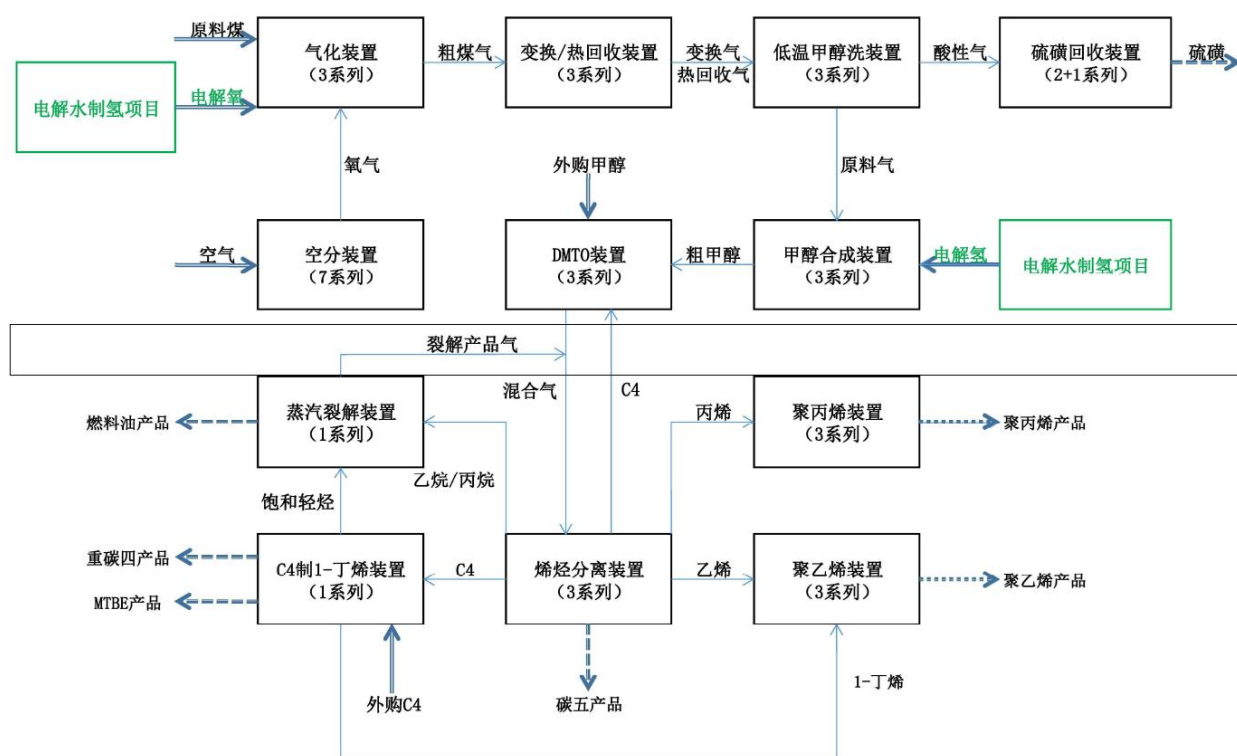 原料煤
气化装置
（3系列）
粗煤气
变换/热回收装置
（3系列）
变换气
热回收气
低温甲醇洗装置
（3系列）
酸性气
硫磺回收装置
（2+1系列）
硫磺
电解水制氢项目
电解氧
氧气
外购甲醇
原料气
空气
空分装置
（7系列）
DMTO装置
（3系列）
粗甲醇
甲醇合成装置
（3系列）
电解氢
电解水制氢项目
裂解产品气
混合气
C4
燃料油产品
蒸汽裂解装置
（1系列）
丙烯
聚丙烯装置
（3系列）
聚丙烯产品
乙烷/丙烷
饱和轻烃
重碳四产品
MTBE产品
C4制1-丁烯装置
（1系列）
C4
烯烃分离装置
（3系列）
乙烯
聚乙烯装置
（3系列）
聚乙烯产品
外购C4
碳五产品
1-丁烯